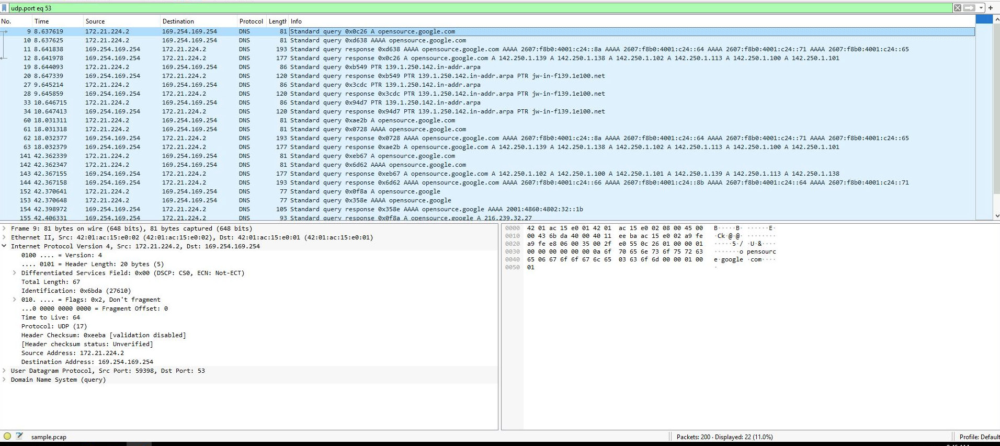 udp.port eq 53
No. Time Source Destination Protocol Length Info
9 8.637619 172.21.224.2 169.254.169.254 DNS 81 Standard query 0x0c26 A opensource.google.com
10 8.637625 172.21.224.2 169.254.169.254 DNS 81 Standard query 0xd638 AAAA opensource.google.com
11 8.641838 169.254.169.254 172.21.224.2 DNS 193 Standard query response 0xd638 AAAA opensource.google.com AAAA 2607:f8b0:4001:c24::8a AAAA 2607:f8b0:4001:c24::64 AAAA 2607:f8b0:4001:c24::71 AAAA 2607:f8b0:4001:c24::65
12 8.641978 169.254.169.254 172.21.224.2 DNS 177 Standard query response 0x0c26 A opensource.google.com A 142.250.1.139 A 142.250.1.138 A 142.250.1.102 A 142.250.1.113 A 142.250.1.100 A 142.250.1.101
19 8.644093 172.21.224.2 169.254.169.254 DNS 86 Standard query 0xb549 PTR 139.1.250.142.in-addr.arpa
20 8.647339 169.254.169.254 172.21.224.2 DNS 120 Standard query response 0xb549 PTR 139.1.250.142.in-addr.arpa PTR jw-in-f139.1e100.net
27 9.645214 172.21.224.2 169.254.169.254 DNS 86 Standard query 0x3cdc PTR 139.1.250.142.in-addr.arpa
28 9.645859 169.254.169.254 172.21.224.2 DNS 120 Standard query response 0x3cdc PTR 139.1.250.142.in-addr.arpa PTR jw-in-f139.1e100.net
33 10.646715 172.21.224.2 169.254.169.254 DNS 86 Standard query 0x94d7 PTR 139.1.250.142.in-addr.arpa
34 10.647413 169.254.169.254 172.21.224.2 DNS 120 Standard query response 0x94d7 PTR 139.1.250.142.in-addr.arpa PTR jw-in-f139.1e100.net
60 18.031311 172.21.224.2 169.254.169.254 DNS 81 Standard query 0xae2b A opensource.google.com
61 18.031318 172.21.224.2 169.254.169.254 DNS 81 Standard query 0x0728 AAAA opensource.google.com
62 18.032377 169.254.169.254 172.21.224.2 DNS 193 Standard query response 0x0728 AAAA opensource.google.com AAAA 2607:f8b0:4001:c24::8a AAAA 2607:f8b0:4001:c24::64 AAAA 2607:f8b0:4001:c24::71 AAAA 2607:f8b0:4001:c24::65
63 18.032379 169.254.169.254 172.21.224.2 DNS 177 Standard query response 0xae2b A opensource.google.com A 142.250.1.139 A 142.250.1.138 A 142.250.1.102 A 142.250.1.113 A 142.250.1.100 A 142.250.1.101
141 42.362339 172.21.224.2 169.254.169.254 DNS 81 Standard query 0xeb67 A opensource.google.com
142 42.362347 172.21.224.2 169.254.169.254 DNS 81 Standard query 0x6d62 AAAA opensource.google.com
143 42.367155 169.254.169.254 172.21.224.2 DNS 177 Standard query response 0xeb67 A opensource.google.com A 142.250.1.102 A 142.250.1.100 A 142.250.1.101 A 142.250.1.139 A 142.250.1.113 A 142.250.1.138
144 42.367158 169.254.169.254 172.21.224.2 DNS 193 Standard query response 0x6d62 AAAA opensource.google.com AAAA 2607:f8b0:4001:c24::66 AAAA 2607:f8b0:4001:c24::8b AAAA 2607:f8b0:4001:c24::64 AAAA 2607:f8b0:4001:c24::71
152 42.370641 172.21.224.2 169.254.169.254 DNS 77 Standard query 0x0f8a A opensource.google
153 42.370648 172.21.224.2 169.254.169.254 DNS 77 Standard query 0x358e AAAA opensource.google
154 42.398972 169.254.169.254 172.21.224.2 DNS 105 Standard query response 0x358e AAAA opensource.google AAAA 2001:4860:4802:32::1b
155 42.406331 169.254.169.254 172.21.224.2 DNS 93 Standard query response 0x0f8a A opensource.google A 216.239.32.27
Frame 9: 81 bytes on wire (648 bits), 81 bytes captured (648 bits)
Ethernet II, Src: 42:01:ac:15:e0:02 (42:01:ac:15:e0:02), Dst: 42:01:ac:15:e0:01 (42:01:ac:15:e0:01)
Internet Protocol Version 4, Src: 172.21.224.2, Dst: 169.254.169.254
0100 .... = Version: 4
.... 0101 = Header Length: 20 bytes (5)
Differentiated Services Field: 0x00 (DSCP: CS0, ECN: Not-ECT)
Total Length: 67
Identification: 0x6bda (27610)
010. .... = Flags: 0x2, Don't fragment
...0 0000 0000 0000 = Fragment Offset: 0
Time to Live: 64
Protocol: UDP (17)
Header Checksum: 0xeeba [validation disabled]
[Header checksum status: Unverified]
Source Address: 172.21.224.2
Destination Address: 169.254.169.254
User Datagram Protocol, Src Port: 59398, Dst Port: 53
Domain Name System (query)
0000 42 01 ac 15 e0 01 42 01 ac 15 e0 02 08 00 45 00 B·····B· ······E·
0010 00 43 6b da 40 00 40 11 ee ba ac 15 e0 02 a9 fe ·Ck·@·@· ········
0020 a9 fe e8 06 00 35 00 2f e0 55 0c 26 01 00 00 01 ·····5·/ ·U·&····
0030 00 00 00 00 00 00 0a 6f 70 65 6e 73 6f 75 72 63 ·······o pensourc
0040 65 06 67 6f 6f 67 6c 65 03 63 6f 6d 00 00 01 00 e·google ·com····
0050 01 ·
sample.pcap
Packets: 200 · Displayed: 22 (11.0%)
Profile: Default